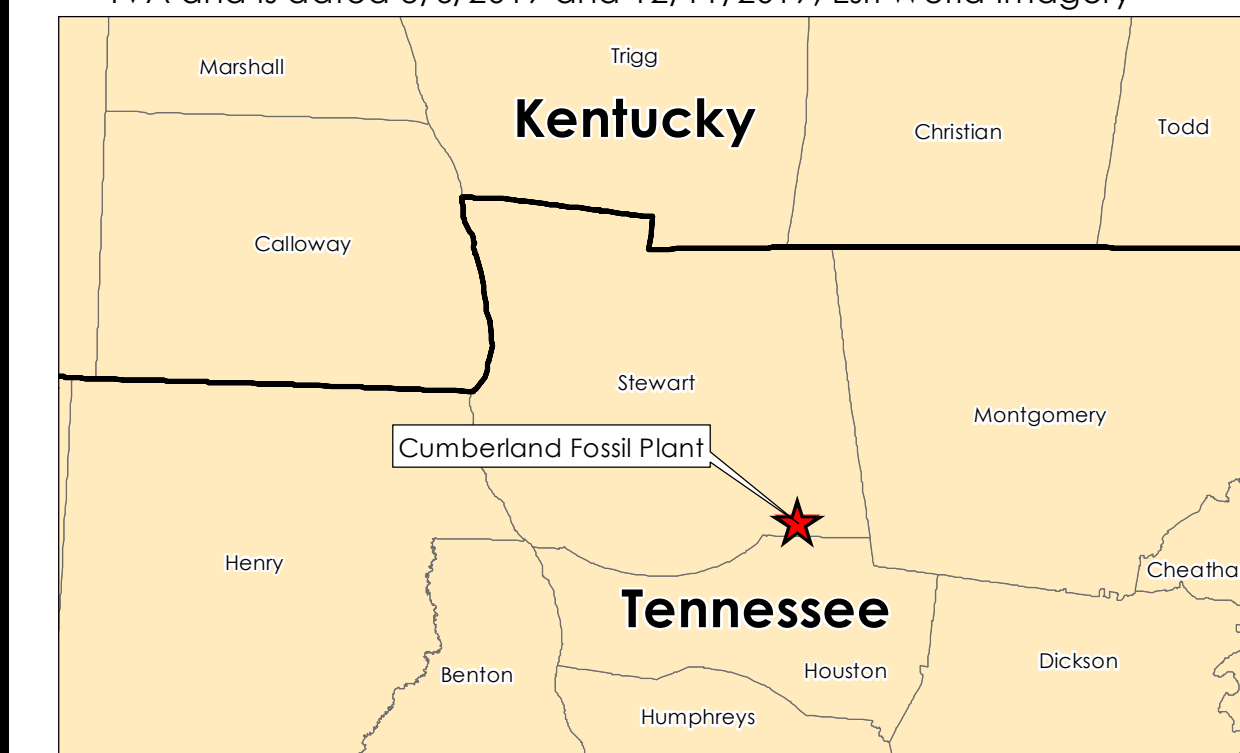 Trigg
Marshall
Kentucky
Christian
Todd
Calloway
Stewart
Montgomery
Cumberland Fossil Plant
Henry
Cheatha
Tennessee
Benton
Houston
Dickson
Humphreys